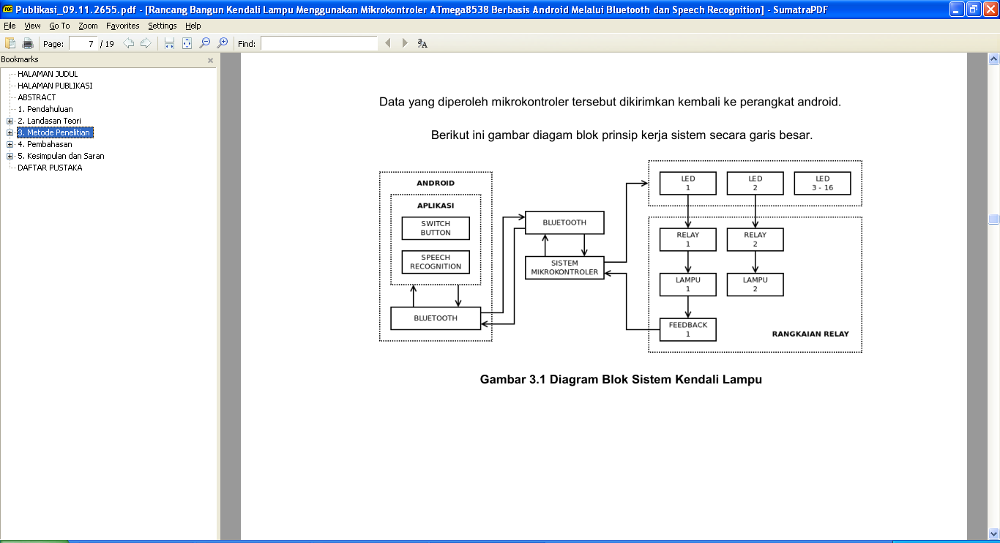 Publikasi_09.11.2655.pdf - [Rancang Bangun Kendali Lampu Menggunakan Mikrokontroler ATmega8538 Berbasis Android Melalui Bluetooth dan Speech Recognition] - SumatraPDF
File View Go To Zoom Favorites Settings Help
Page: 7 / 19 Find:
Bookmarks
HALAMAN JUDUL
HALAMAN PUBLIKASI
ABSTRACT
1. Pendahuluan
2. Landasan Teori
3. Metode Penelitian
4. Pembahasan
5. Kesimpulan dan Saran
DAFTAR PUSTAKA
Data yang diperoleh mikrokontroler tersebut dikirimkan kembali ke perangkat android.
Berikut ini gambar diagam blok prinsip kerja sistem secara garis besar.
ANDROID
APLIKASI
SWITCH
BUTTON
SPEECH
RECOGNITION
BLUETOOTH
BLUETOOTH
SISTEM
MIKROKONTROLER
LED
1
LED
2
LED
3 - 16
RELAY
1
RELAY
2
LAMPU
1
LAMPU
2
FEEDBACK
1
RANGKAIAN RELAY
Gambar 3.1 Diagram Blok Sistem Kendali Lampu